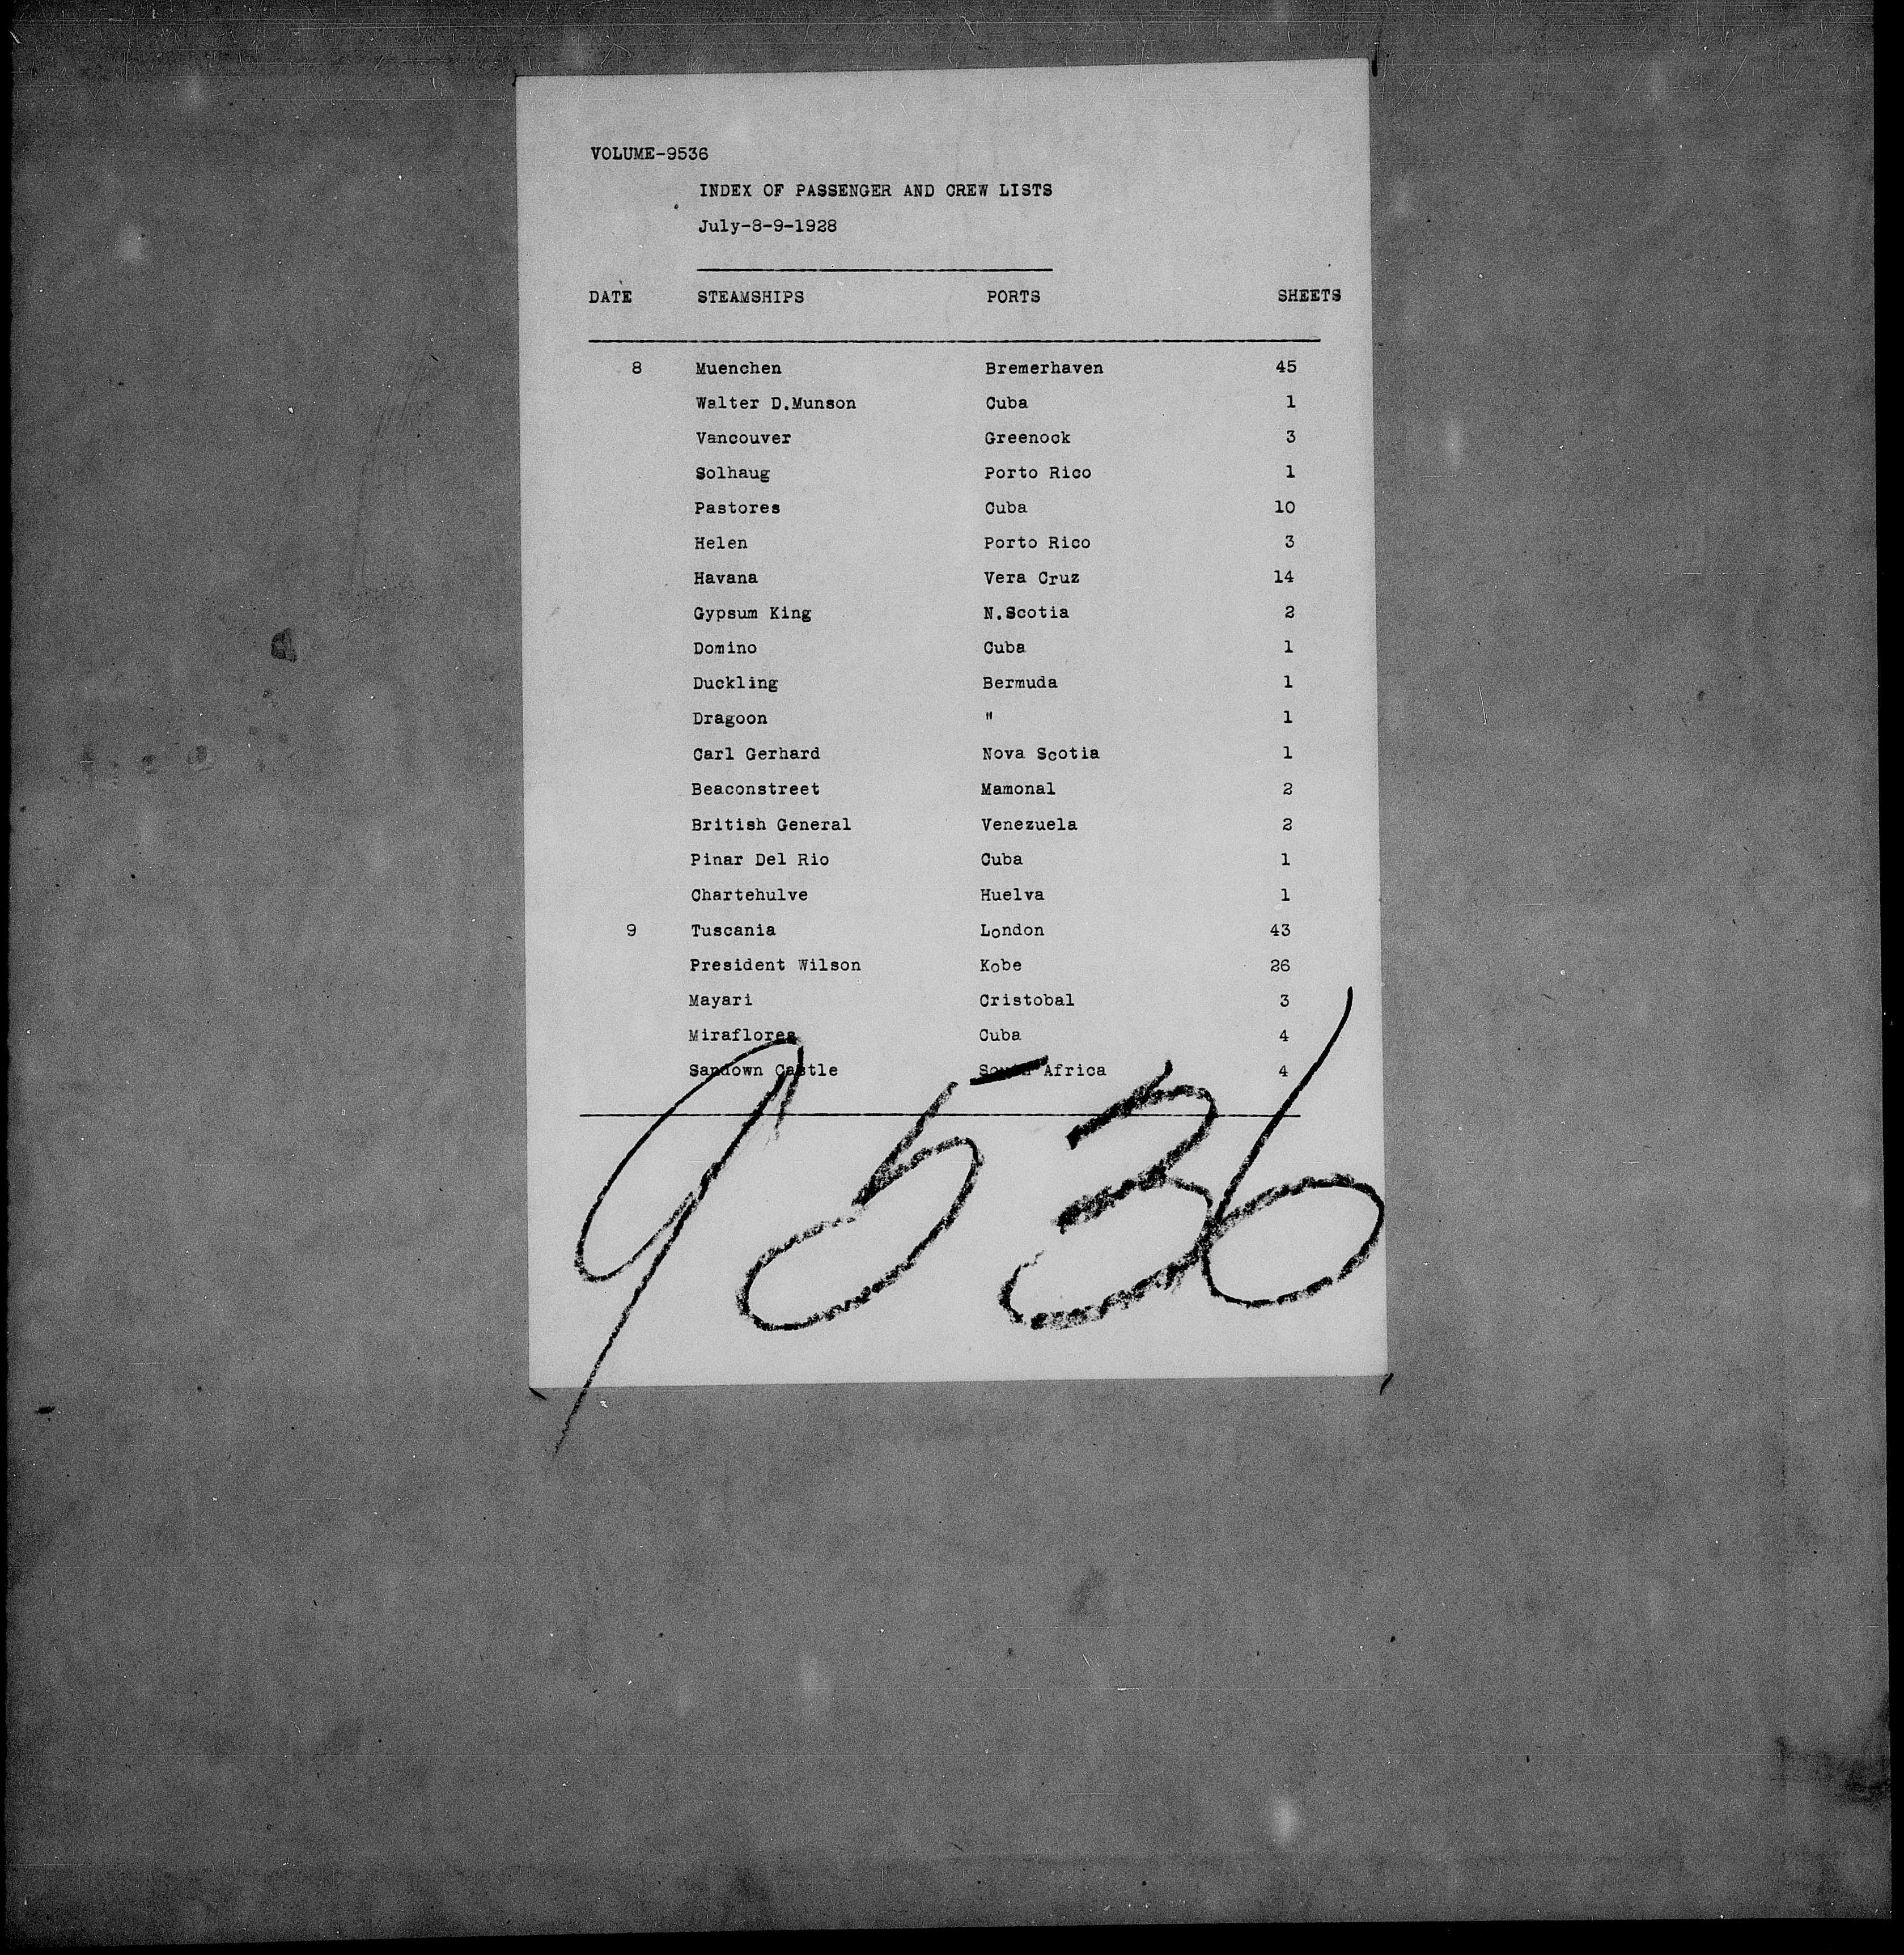 VOLUME-9536
INDEX OF PASSENGER AND CREW LISTS
July-8-9-1928
DATE STEAMSHIPS PORTS SHEETS
8 Muenchen Bremerhaven 45
Walter D.Munson Cuba 1
Vancouver Greenock 3
Solhaug Porto Rico 1
Pastores Cuba 10
Helen Porto Rico 3
Havana Vera Cruz 14
Gypsum King N.Scotia 2
Domino Cuba 1
Duckling Bermuda 1
Dragoon " 1
Carl Gerhard Nova Scotia 1
Beaconstreet Mamonal 2
British General Venezuela 2
Pinar Del Rio Cuba 1
Chartehulve Huelva 1
9 Tuscania London 43
President Wilson Kobe 26
Mayari Cristobal 3
Miraflores Cuba 4
Sandown Castle South Africa 4
9536